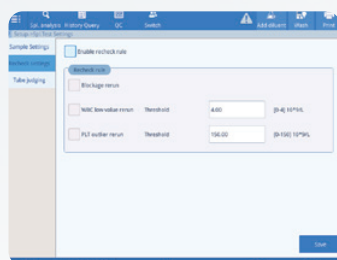 Spl. analysis History Query QC Switch Add diluent Wash Print
Sample Settings
Recheck settings
Tube judging
Enable recheck rule
Recheck rule
Blockage rerun
WBC low value rerun Threshold 4.00 [0-4] 10^9/L
PLT outlier rerun Threshold 150.00 [0-150] 10^9/L
Save